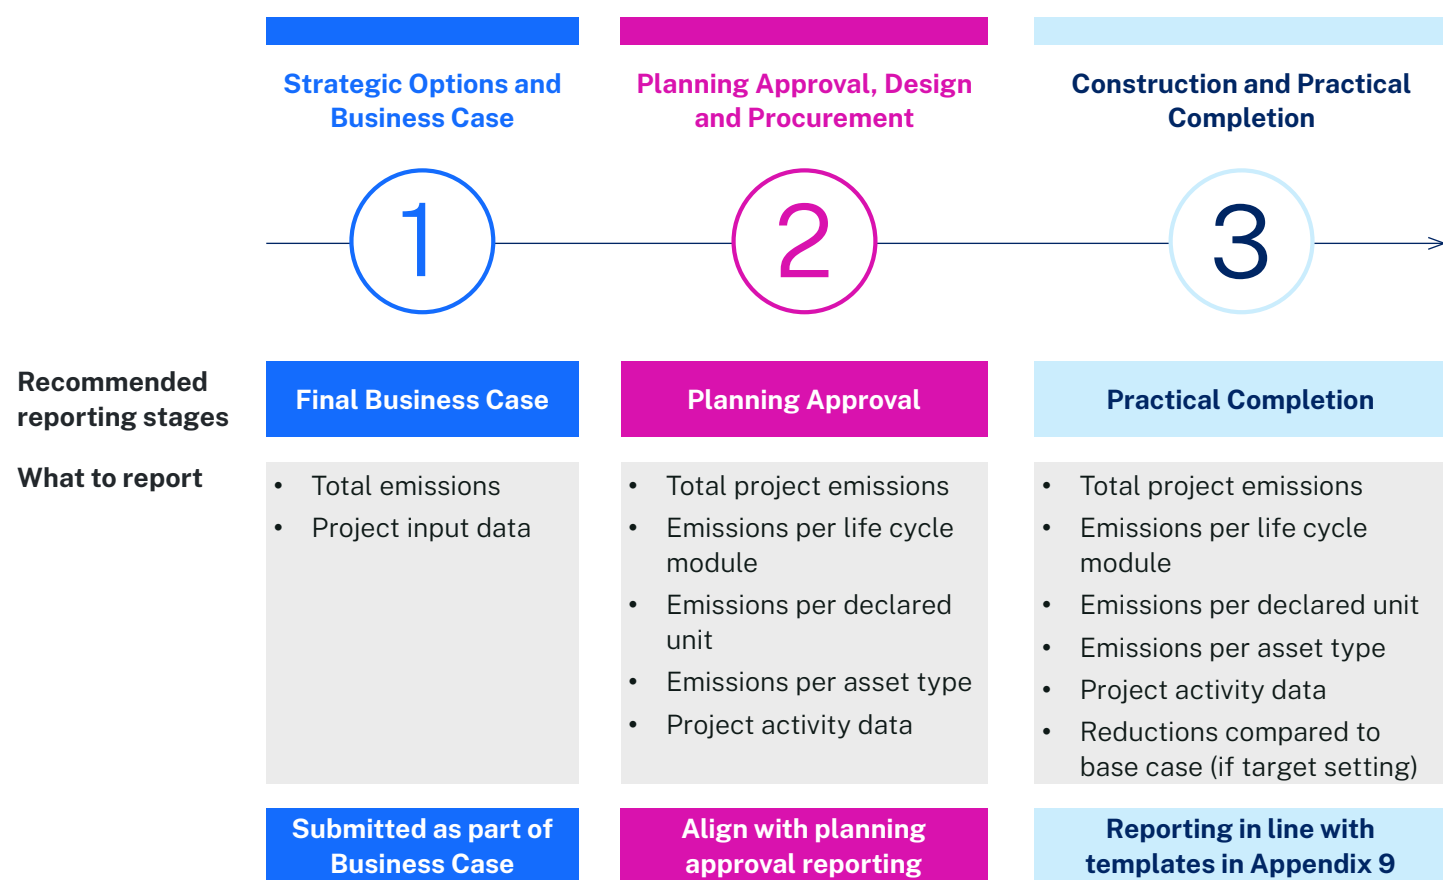 Strategic Options and
Business Case
Planning Approval, Design
and Procurement
Construction and Practical
Completion
1
2
3
Recommended
reporting stages
Final Business Case
Planning Approval
Practical Completion
What to report
• Total emissions
• Project input data
• Total project emissions
• Emissions per life cycle
module
• Emissions per declared
unit
• Emissions per asset type
• Project activity data
• Total project emissions
• Emissions per life cycle
module
• Emissions per declared unit
• Emissions per asset type
• Project activity data
• Reductions compared to
base case (if target setting)
Submitted as part of
Business Case
Align with planning
approval reporting
Reporting in line with
templates in Appendix 9